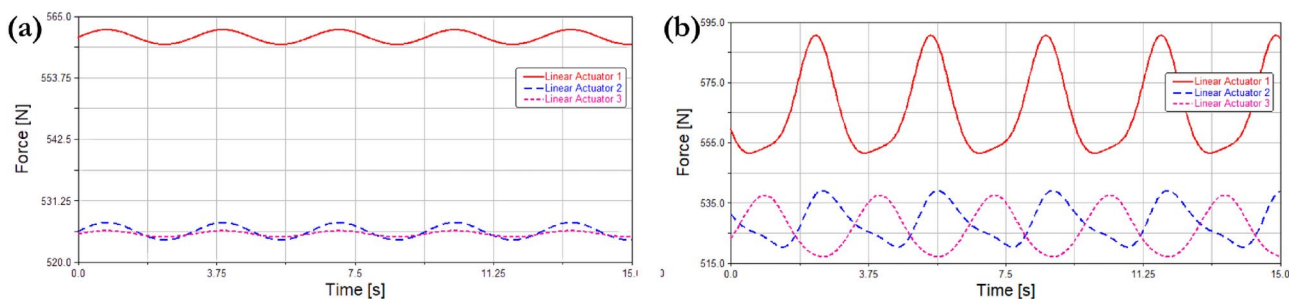 (a)
565.0
553.75
542.5
531.25
520.0
Force [N]
Linear Actuator 1
Linear Actuator 2
Linear Actuator 3
0.0 3.75 7.5 11.25 15.0
Time [s]
(b)
595.0
575.0
555.0
535.0
515.0
Force [N]
Linear Actuator 1
Linear Actuator 2
Linear Actuator 3
0.0 3.75 7.5 11.25 15.0
Time [s]